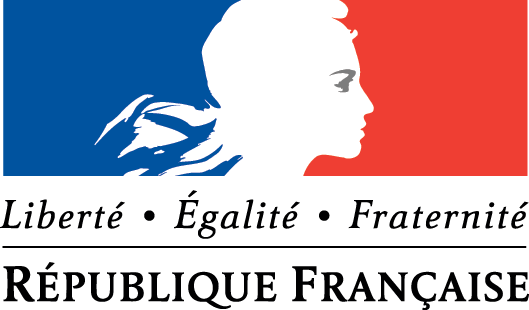 Liberté • Égalité • Fraternité
RÉPUBLIQUE FRANÇAISE